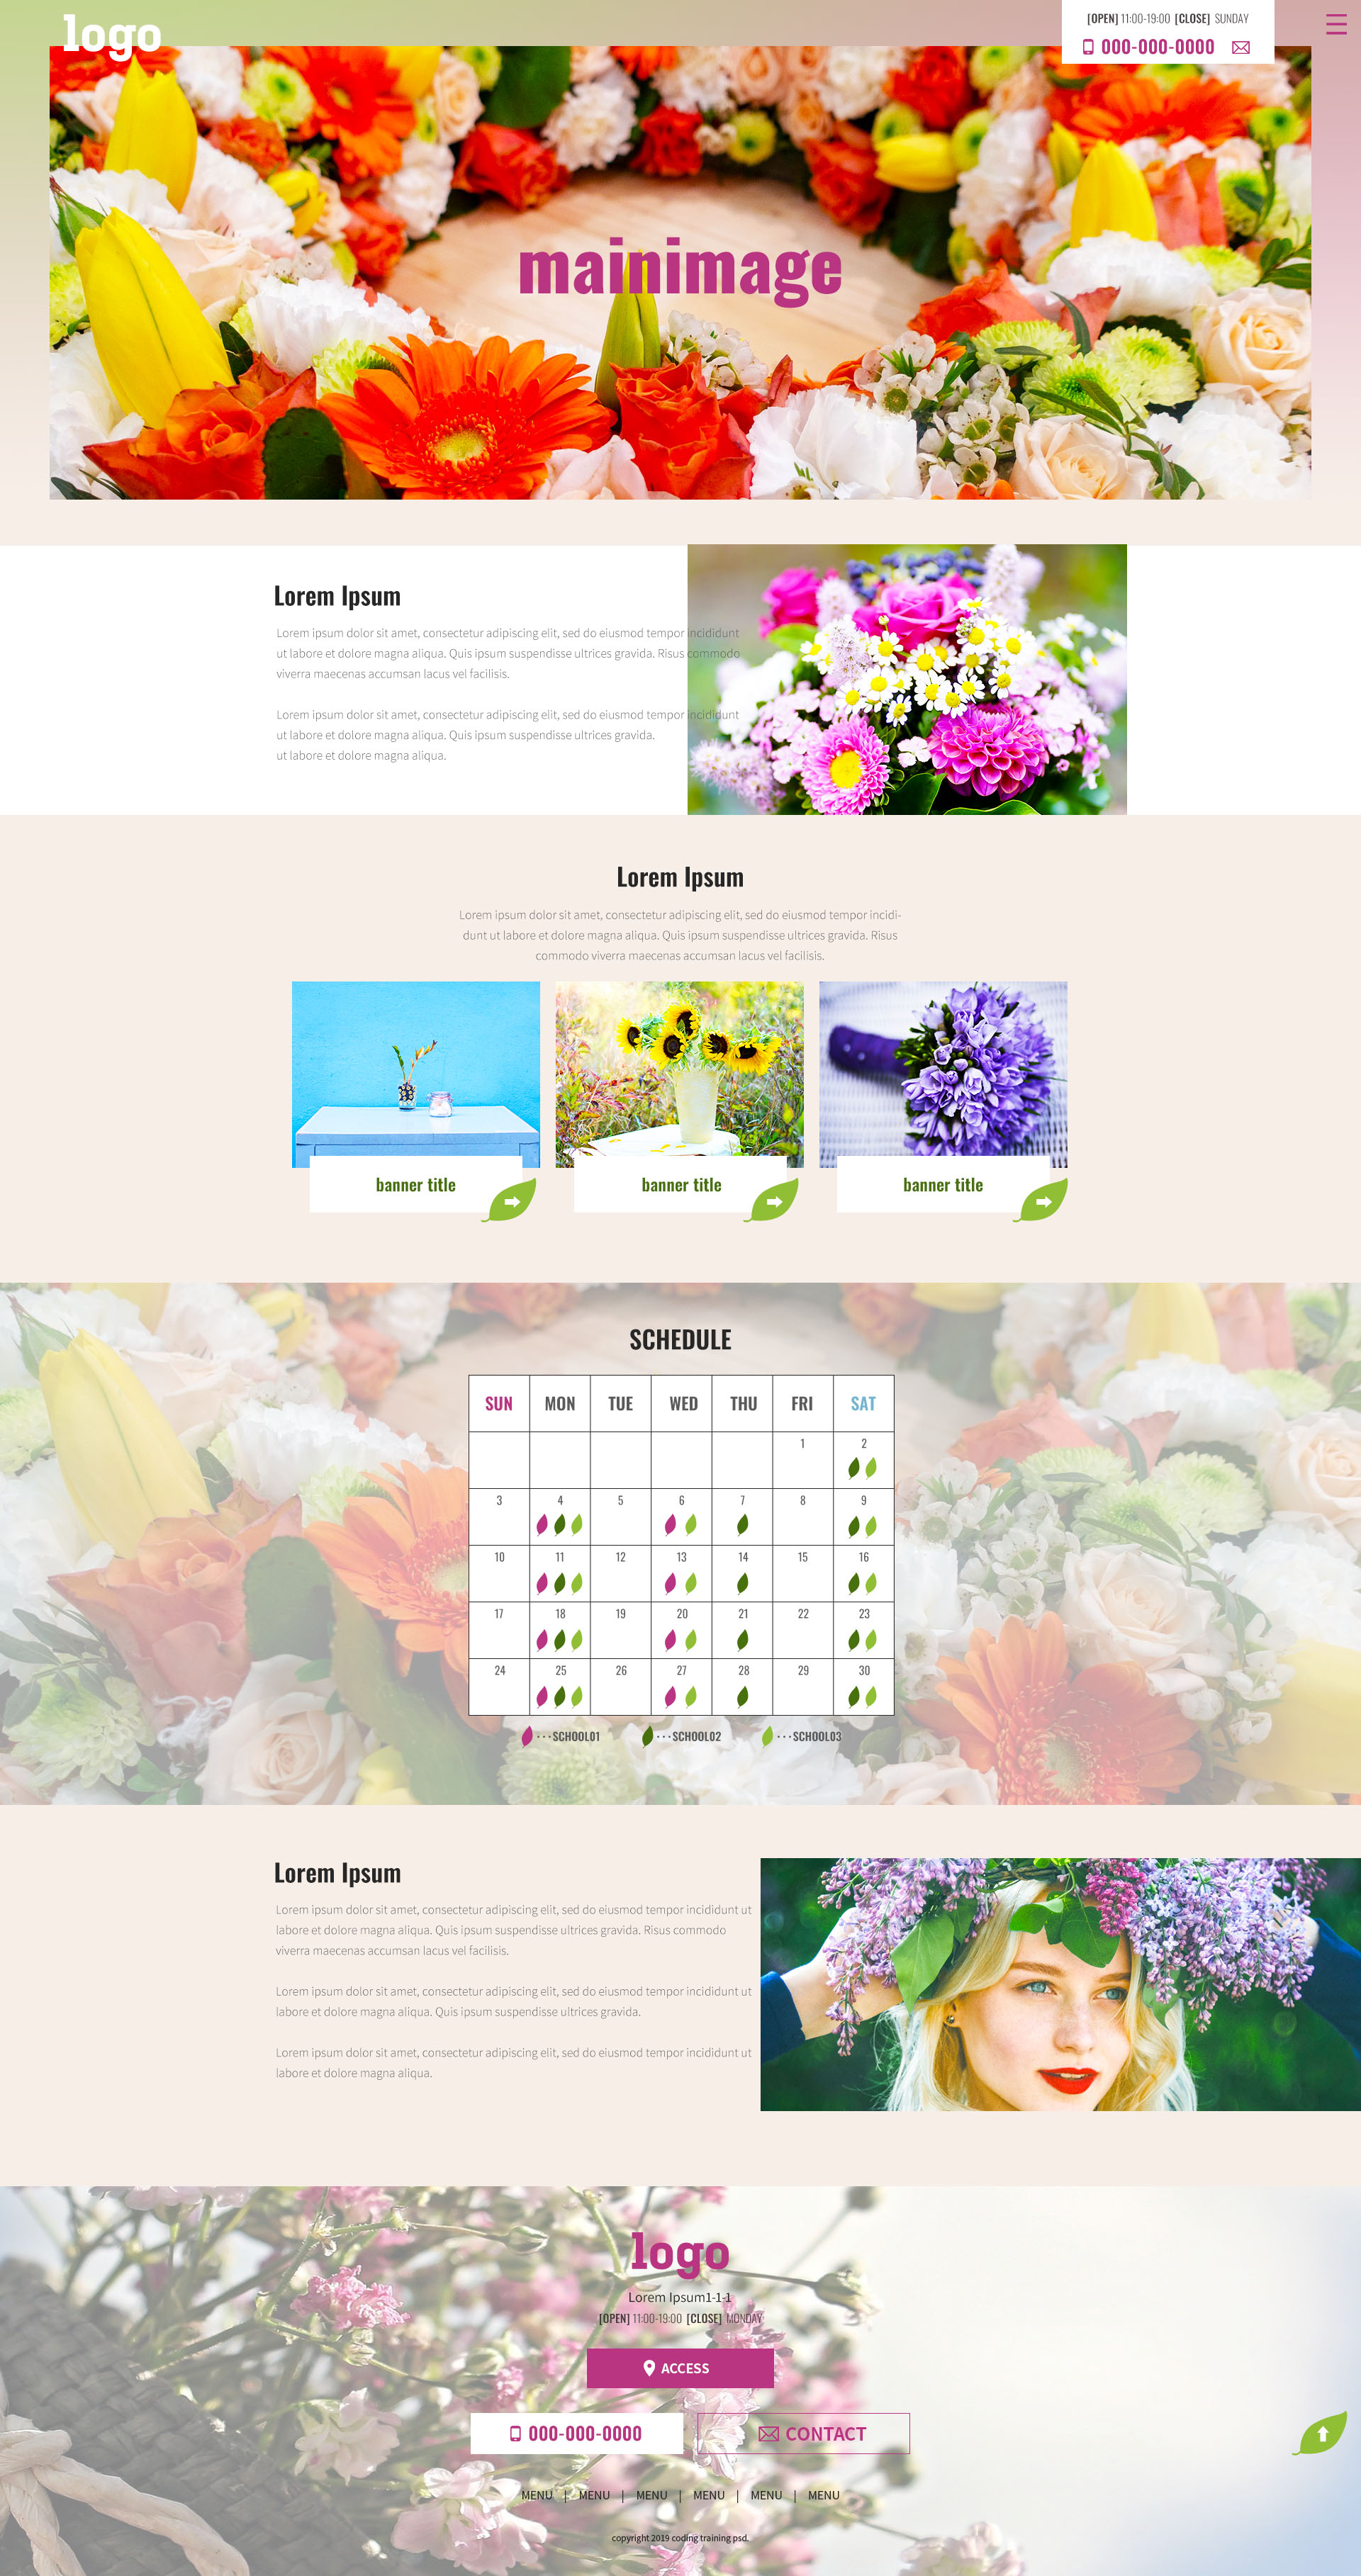 logo
[OPEN] 11:00-19:00 [CLOSE] SUNDAY
000-000-0000
mainimage
Lorem Ipsum
Lorem ipsum dolor sit amet, consectetur adipiscing elit, sed do eiusmod tempor incididunt
ut labore et dolore magna aliqua. Quis ipsum suspendisse ultrices gravida. Risus commodo
viverra maecenas accumsan lacus vel facilisis.
Lorem ipsum dolor sit amet, consectetur adipiscing elit, sed do eiusmod tempor incididunt
ut labore et dolore magna aliqua. Quis ipsum suspendisse ultrices gravida.
ut labore et dolore magna aliqua.
Lorem Ipsum
Lorem ipsum dolor sit amet, consectetur adipiscing elit, sed do eiusmod tempor incidi-
dunt ut labore et dolore magna aliqua. Quis ipsum suspendisse ultrices gravida. Risus
commodo viverra maecenas accumsan lacus vel facilisis.
banner title banner title banner title
SCHEDULE
SUN MON TUE WED THU FRI SAT
1 2
3 4 5 6 7 8 9
10 11 12 13 14 15 16
17 18 19 20 21 22 23
24 25 26 27 28 29 30
･･･SCHOOL01 ･･･SCHOOL02 ･･･SCHOOL03
Lorem Ipsum
Lorem ipsum dolor sit amet, consectetur adipiscing elit, sed do eiusmod tempor incididunt ut
labore et dolore magna aliqua. Quis ipsum suspendisse ultrices gravida. Risus commodo
viverra maecenas accumsan lacus vel facilisis.
Lorem ipsum dolor sit amet, consectetur adipiscing elit, sed do eiusmod tempor incididunt ut
labore et dolore magna aliqua. Quis ipsum suspendisse ultrices gravida.
Lorem ipsum dolor sit amet, consectetur adipiscing elit, sed do eiusmod tempor incididunt ut
labore et dolore magna aliqua.
logo
Lorem Ipsum1-1-1
[OPEN] 11:00-19:00 [CLOSE] MONDAY
ACCESS
000-000-0000 CONTACT
MENU | MENU | MENU | MENU | MENU | MENU
copyright 2019 coding training psd.